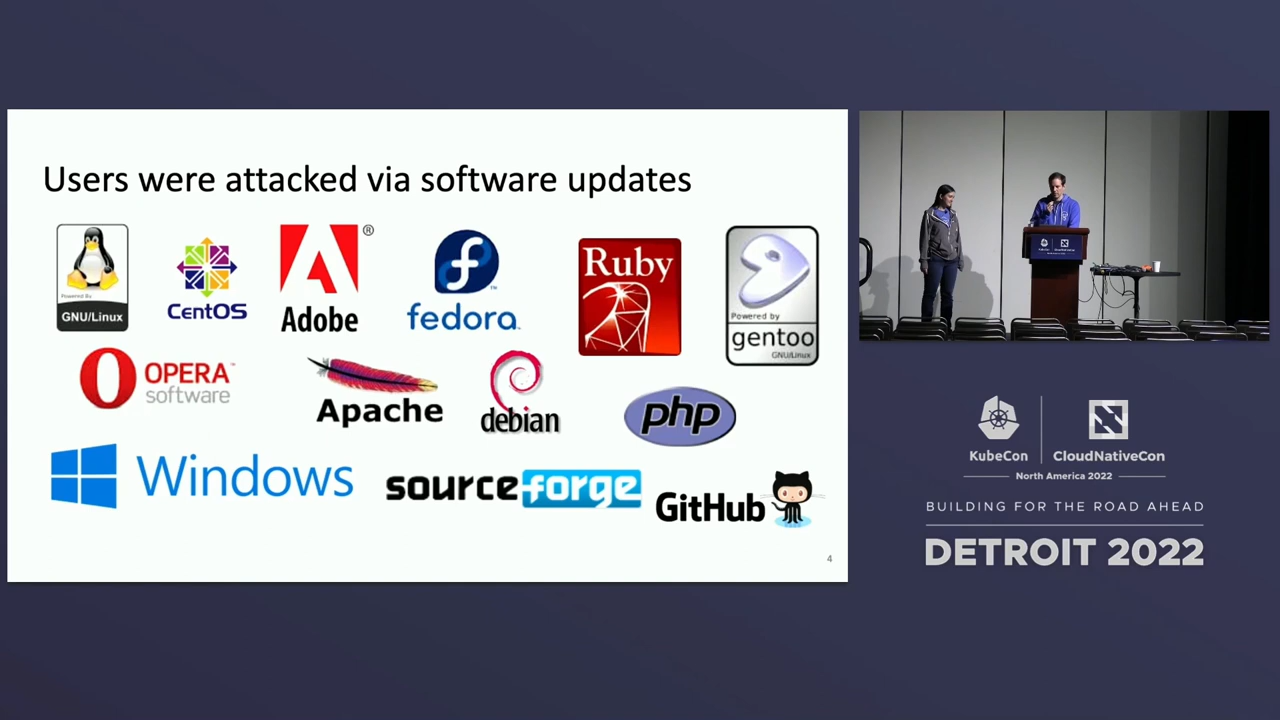 Users were attacked via software updates
Powered By
GNU/Linux
CentOS
Adobe
®
fedora
™
Ruby
Powered by
gentoo
GNU/Linux
OPERA™
software
Apache
debian
php
Windows
sourceforge
GitHub
4
KubeCon
CloudNativeCon
North America 2022
BUILDING FOR THE ROAD AHEAD
DETROIT 2022